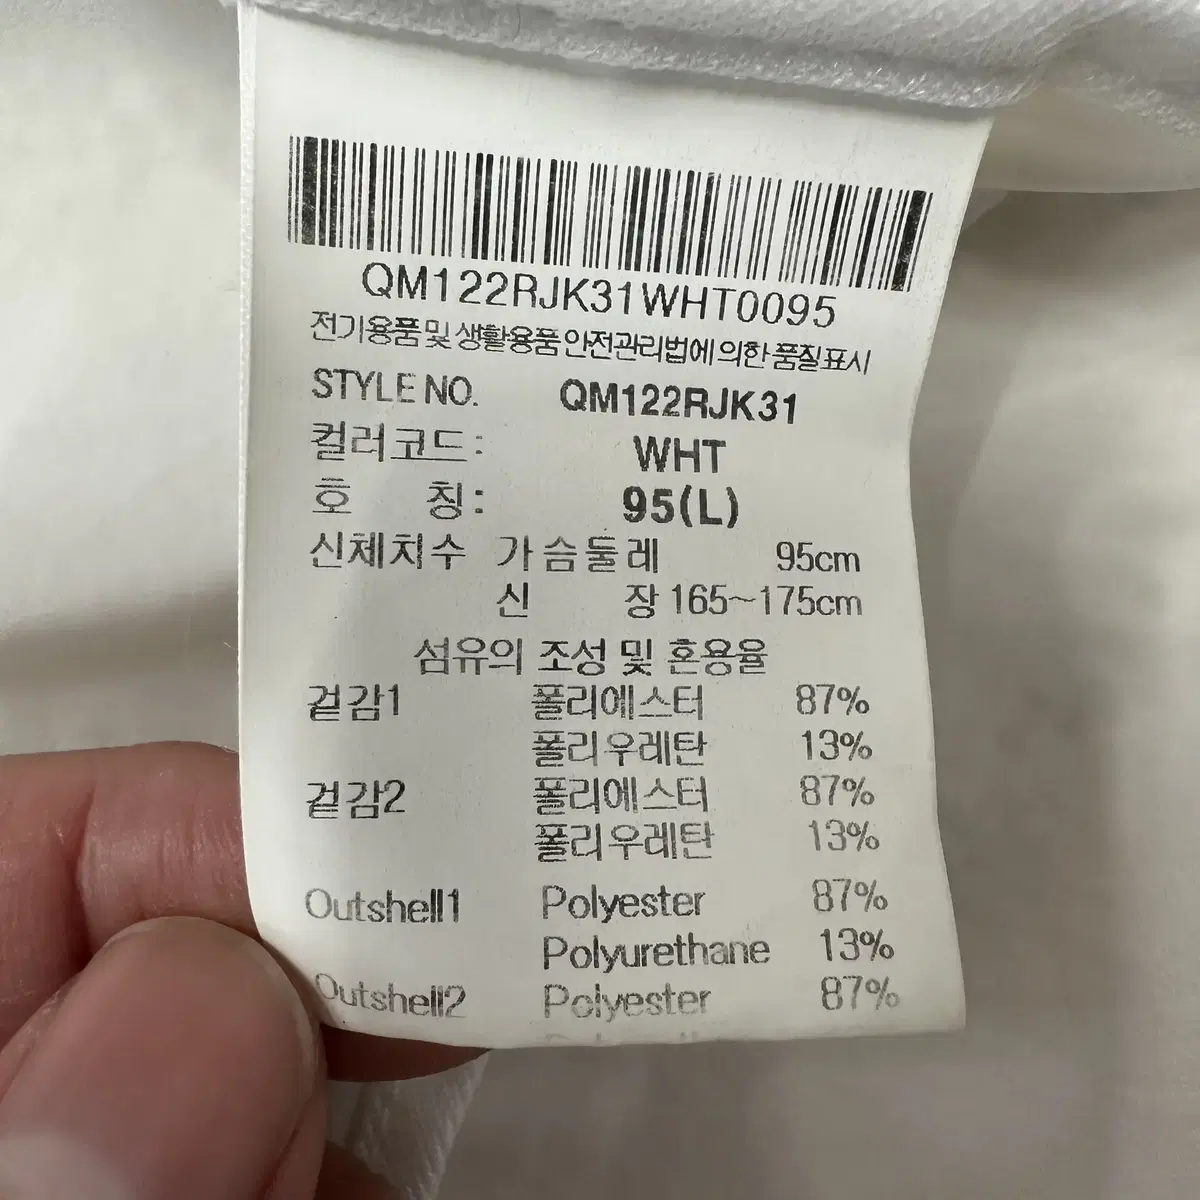 QM122RJK31WHT0095
전기용품 및 생활용품 안전관리법에 의한 품질표시
STYLE NO. QM122RJK31
컬러코드: WHT
호 칭: 95(L)
신체치수 가슴둘레 95cm
신 장 165~175cm
섬유의 조성 및 혼용율
겉감1 폴리에스터 87%
폴리우레탄 13%
겉감2 폴리에스터 87%
폴리우레탄 13%
Outshell1 Polyester 87%
Polyurethane 13%
Outshell2 Polyester 87%